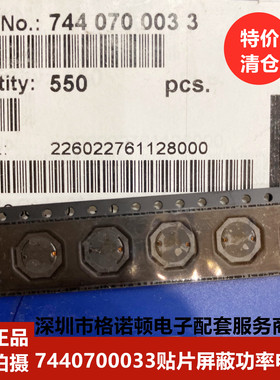 No.: 744 070 003 3
特价
清仓
tity: 550 pcs.
.: 226022761128000
深圳市格诺顿电子配套服务商
正品
拍摄
7440700033贴片屏蔽功率电